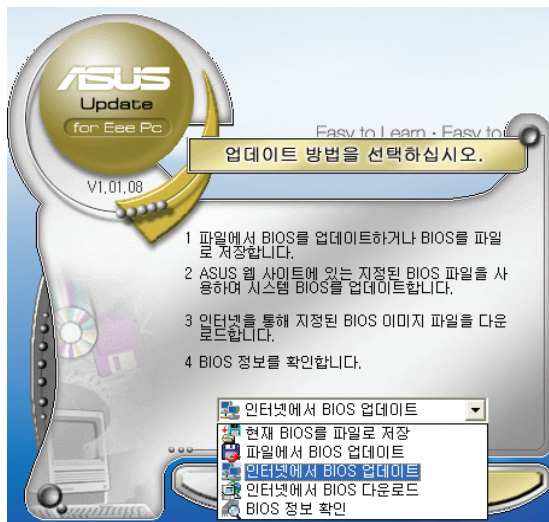 ASUS
Update
for Eee Pc
V1.01.08
Easy to Learn · Easy to
업데이트 방법을 선택하십시오.
1 파일에서 BIOS를 업데이트하거나 BIOS를 파일
로 저장합니다.
2 ASUS 웹 사이트에 있는 지정된 BIOS 파일을 사
용하여 시스템 BIOS를 업데이트합니다.
3 인터넷을 통해 지정된 BIOS 이미지 파일을 다운
로드합니다.
4 BIOS 정보를 확인합니다.
인터넷에서 BIOS 업데이트
현재 BIOS를 파일로 저장
파일에서 BIOS 업데이트
인터넷에서 BIOS 업데이트
인터넷에서 BIOS 다운로드
BIOS 정보 확인